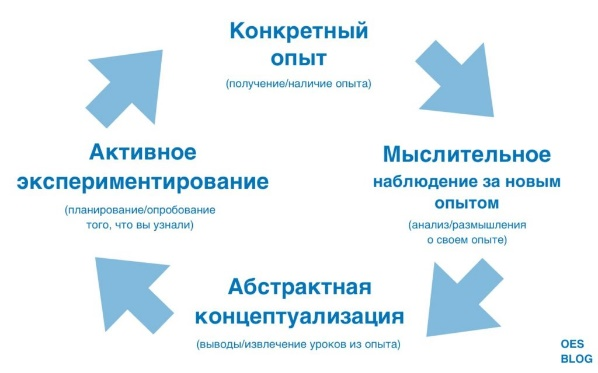 Конкретный
опыт
(получение/наличие опыта)
Мыслительное
наблюдение за новым
опытом
(анализ/размышления
о своем опыте)
Абстрактная
концептуализация
(выводы/извлечение уроков из опыта)
Активное
экспериментирование
(планирование/опробование
того, что вы узнали)
OES
BLOG